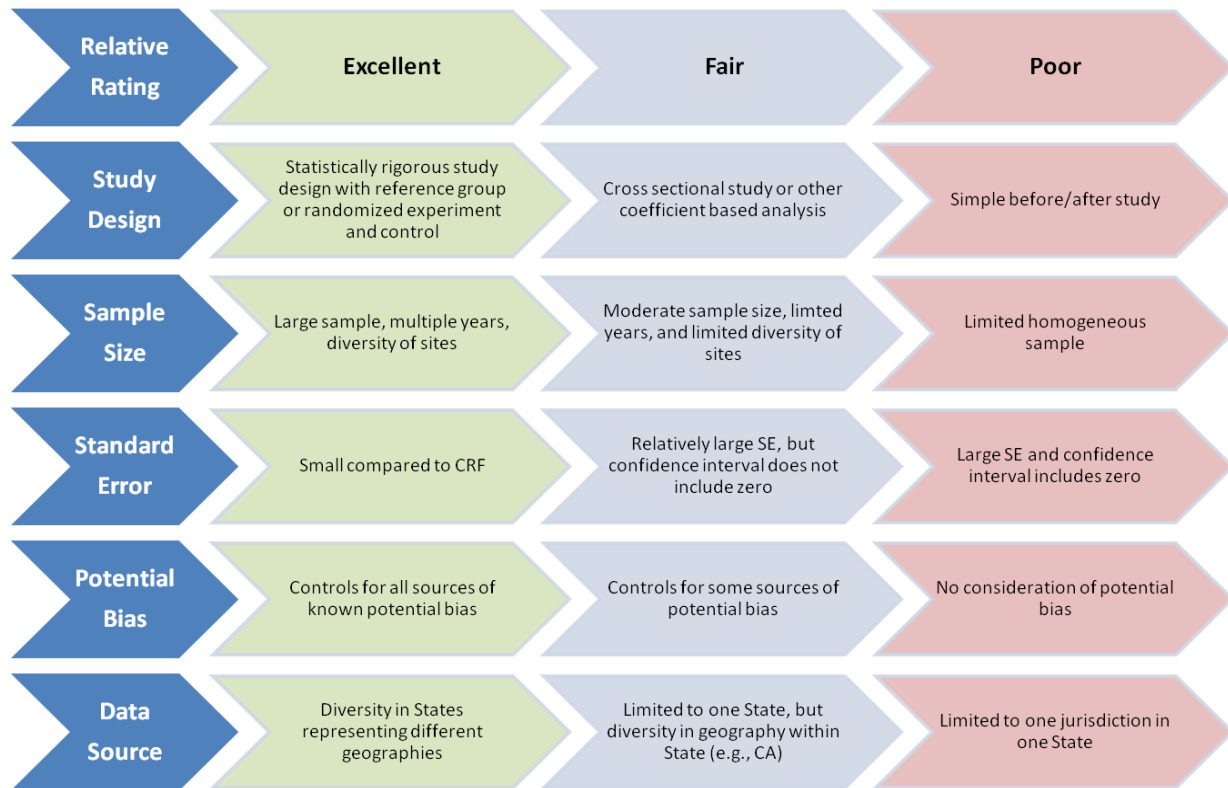 Relative
Rating
Excellent
Fair
Poor
Study
Design
Statistically rigorous study
design with reference group
or randomized experiment
and control
Cross sectional study or other
coefficient based analysis
Simple before/after study
Sample
Size
Large sample, multiple years,
diversity of sites
Moderate sample size, limted
years, and limited diversity of
sites
Limited homogeneous
sample
Standard
Error
Small compared to CRF
Relatively large SE, but
confidence interval does not
include zero
Large SE and confidence
interval includes zero
Potential
Bias
Controls for all sources of
known potential bias
Controls for some sources of
potential bias
No consideration of potential
bias
Data
Source
Diversity in States
representing different
geographies
Limited to one State, but
diversity in geography within
State (e.g., CA)
Limited to one jurisdiction in
one State